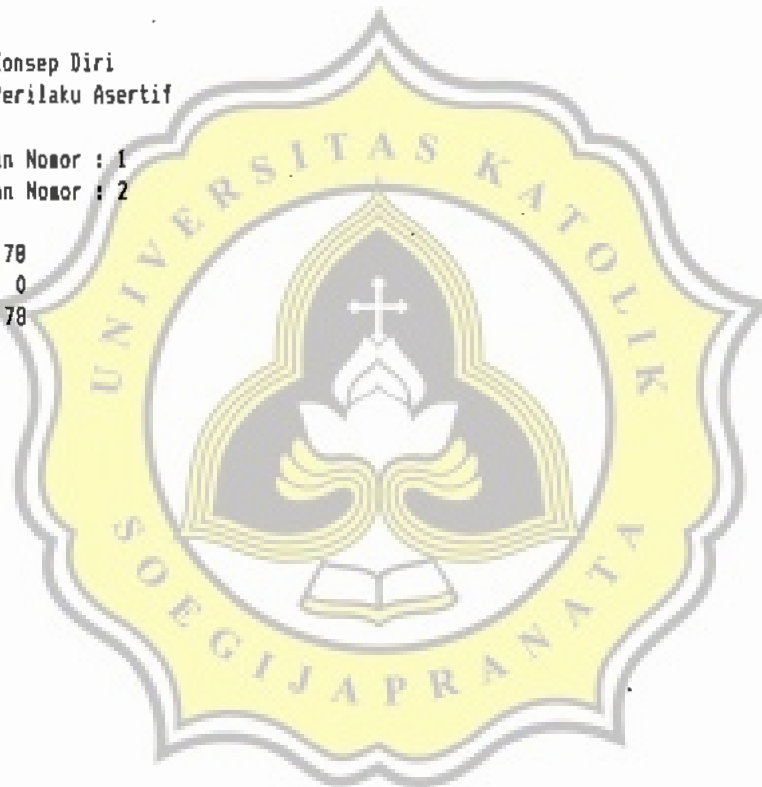 Konsep Diri
Perilaku Asertif
Nomor : 1
Nomor : 2
78
0
78
UNIVERSITAS KATOLIK
SOEGIJAPRANATA